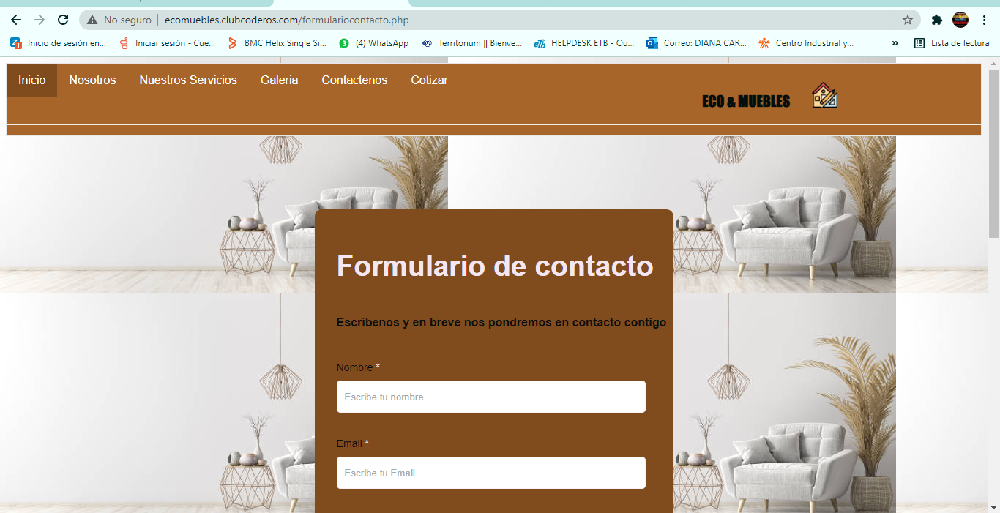 No seguro | ecomuebles.clubcoderos.com/formulariocontacto.php
Inicio de sesión en... Iniciar sesión - Cue... BMC Helix Single Si... 3 (4) WhatsApp Territorium || Bienve... eTb HELPDESK ETB - Ou... Correo: DIANA CAR... Centro Industrial y... » Lista de lectura
Inicio Nosotros Nuestros Servicios Galeria Contactenos Cotizar
ECO & MUEBLES
Formulario de contacto
Escribenos y en breve nos pondremos en contacto contigo
Nombre *
Escribe tu nombre
Email *
Escribe tu Email